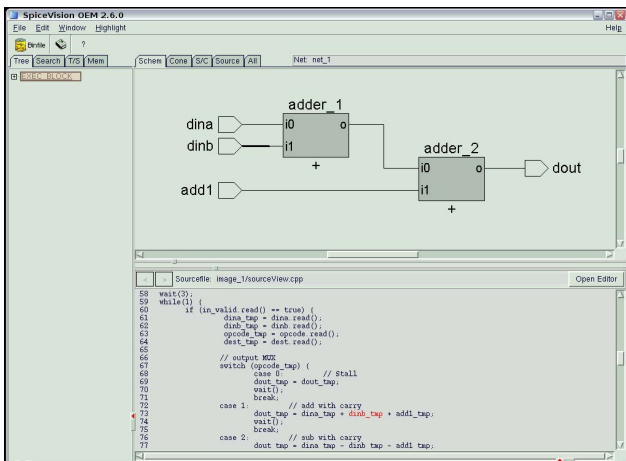 SpiceVision OEM 2.6.0
File Edit Window Highlight Help
Binfile ?
Tree Search T/S Mem Schem Cone S/C Source All Net: net_1
EXEC_BLOCK
adder_1
dina i0 o
dinb i1
+
adder_2
i0 o dout
add1 i1
+
Sourcefile: image_1/sourceView.cpp Open Editor
58 wait(3);
59 while(1) {
60 if (in_valid.read() == true) {
61 dina_tmp = dina.read();
62 dinb_tmp = dinb.read();
63 opcode_tmp = opcode.read();
64 dest_tmp = dest.read();
65
66 // output MUX
67 switch (opcode_tmp) {
68 case 0: // Stall
69 dout_tmp = dout_tmp;
70 wait();
71 break;
72 case 1: // add with carry
73 dout_tmp = dina_tmp + dinb_tmp + add1_tmp;
74 wait();
75 break;
76 case 2: // sub with carry
77 dout_tmp = dina_tmp - dinb_tmp - add1_tmp;